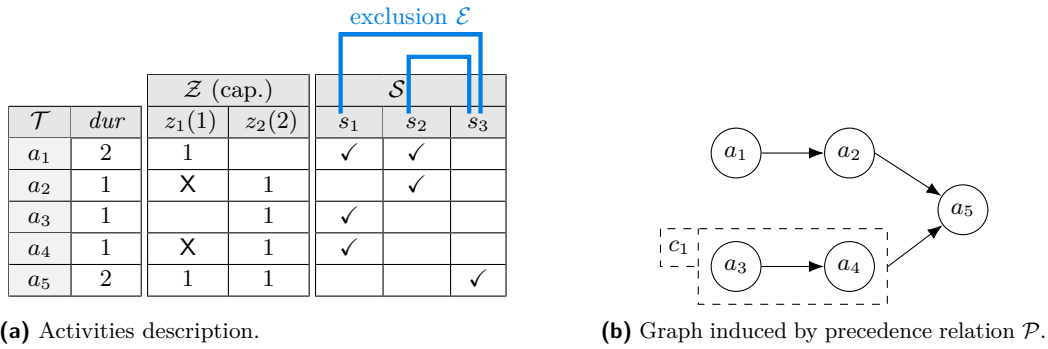 exclusion ℰ
𝒵 (cap.) 𝒮
𝒯 dur z₁(1) z₂(2) s₁ s₂ s₃
a₁ 2 1 ✓ ✓
a₂ 1 X 1 ✓
a₃ 1 1 ✓
a₄ 1 X 1 ✓
a₅ 2 1 1 ✓
a₁ a₂
a₅
c₁
a₃ a₄
(a) Activities description.
(b) Graph induced by precedence relation 𝒫.